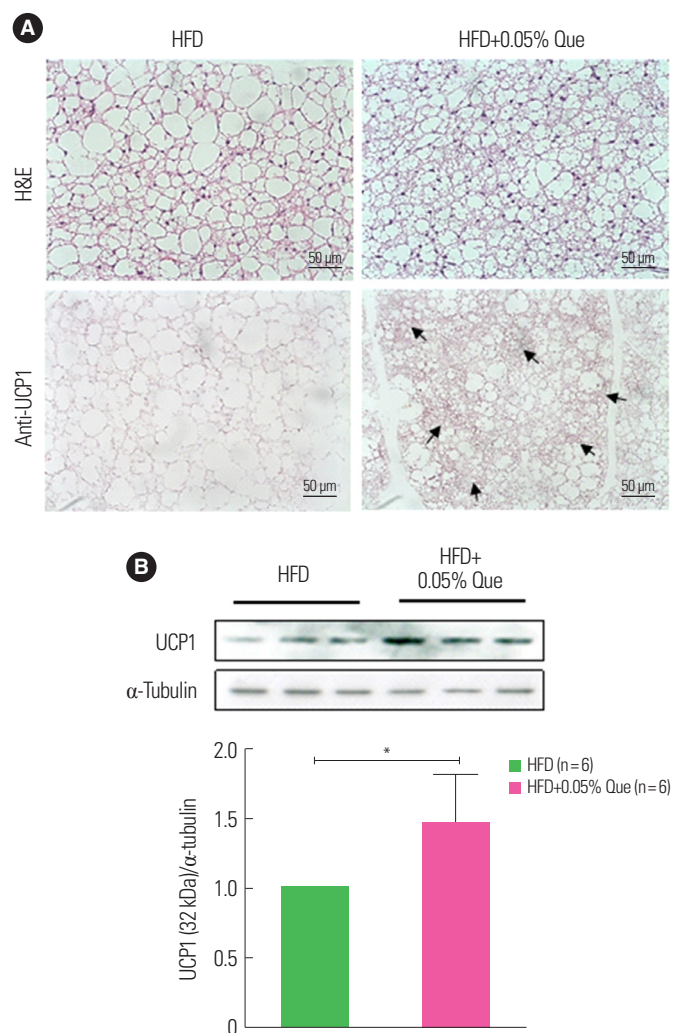 A
HFD
HFD+0.05% Que
H&E
50 µm
50 µm
Anti-UCP1
50 µm
50 µm
B
HFD
HFD+
0.05% Que
UCP1
α-Tubulin
UCP1 (32 kDa)/α-tubulin
2.0
1.5
1.0
0.5
0
*
HFD (n=6)
HFD+0.05% Que (n=6)